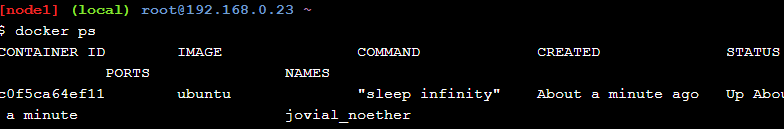 [node1] (local) root@192.168.0.23 ~
$ docker ps
CONTAINER ID        IMAGE               COMMAND             CREATED             STATUS
PORTS               NAMES
c0f5ca64ef11        ubuntu              "sleep infinity"    About a minute ago   Up Abou
a minute                       jovial_noether